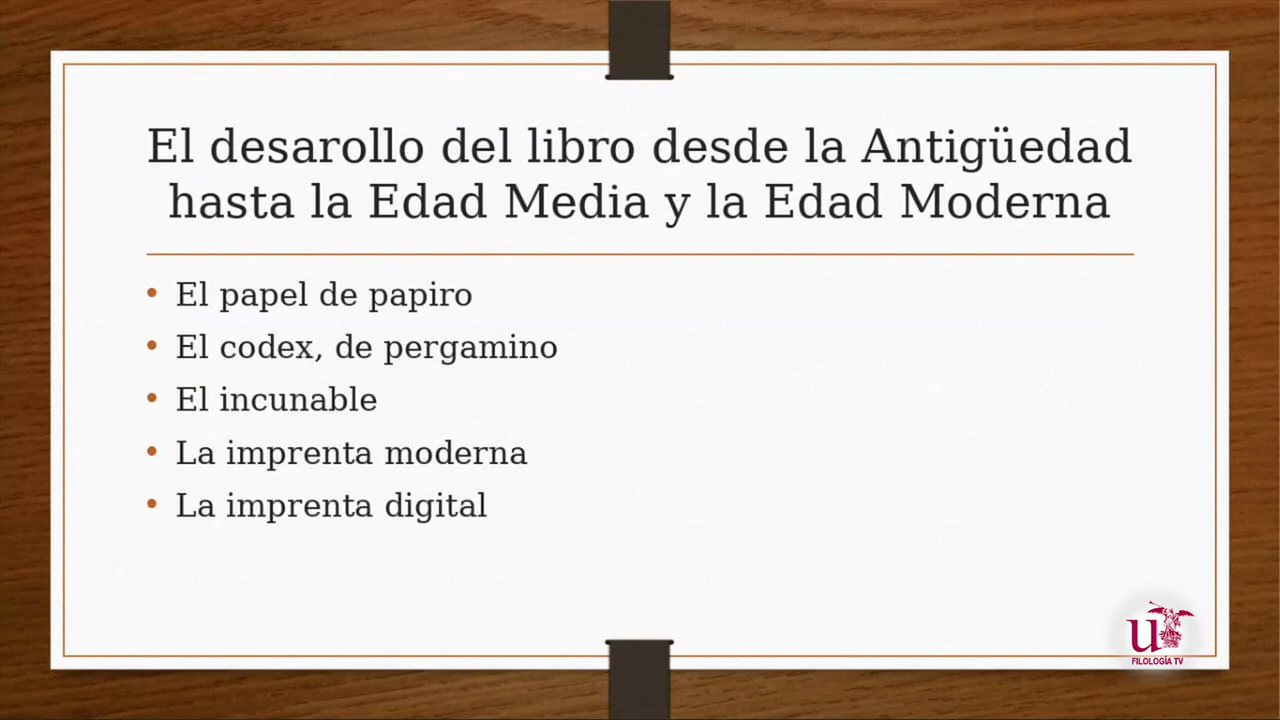 El desarollo del libro desde la Antigüedad
hasta la Edad Media y la Edad Moderna
• El papel de papiro
• El codex, de pergamino
• El incunable
• La imprenta moderna
• La imprenta digital
u
FILOLOGÍA TV